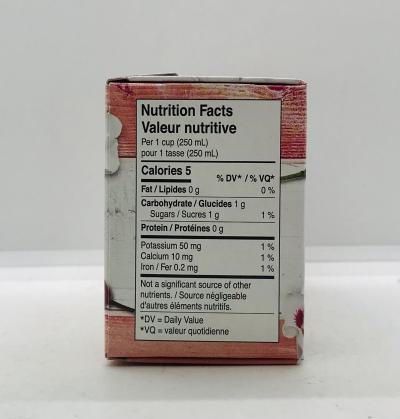 Nutrition Facts
Valeur nutritive
Per 1 cup (250 mL)
pour 1 tasse (250 mL)
Calories 5
% DV* / % VQ*
Fat / Lipides 0 g 0 %
Carbohydrate / Glucides 1 g
Sugars / Sucres 1 g 1 %
Protein / Protéines 0 g
Potassium 50 mg 1 %
Calcium 10 mg 1 %
Iron / Fer 0.2 mg 1 %
Not a significant source of other
nutrients. / Source négligeable
d'autres éléments nutritifs.
*DV = Daily Value
*VQ = valeur quotidienne